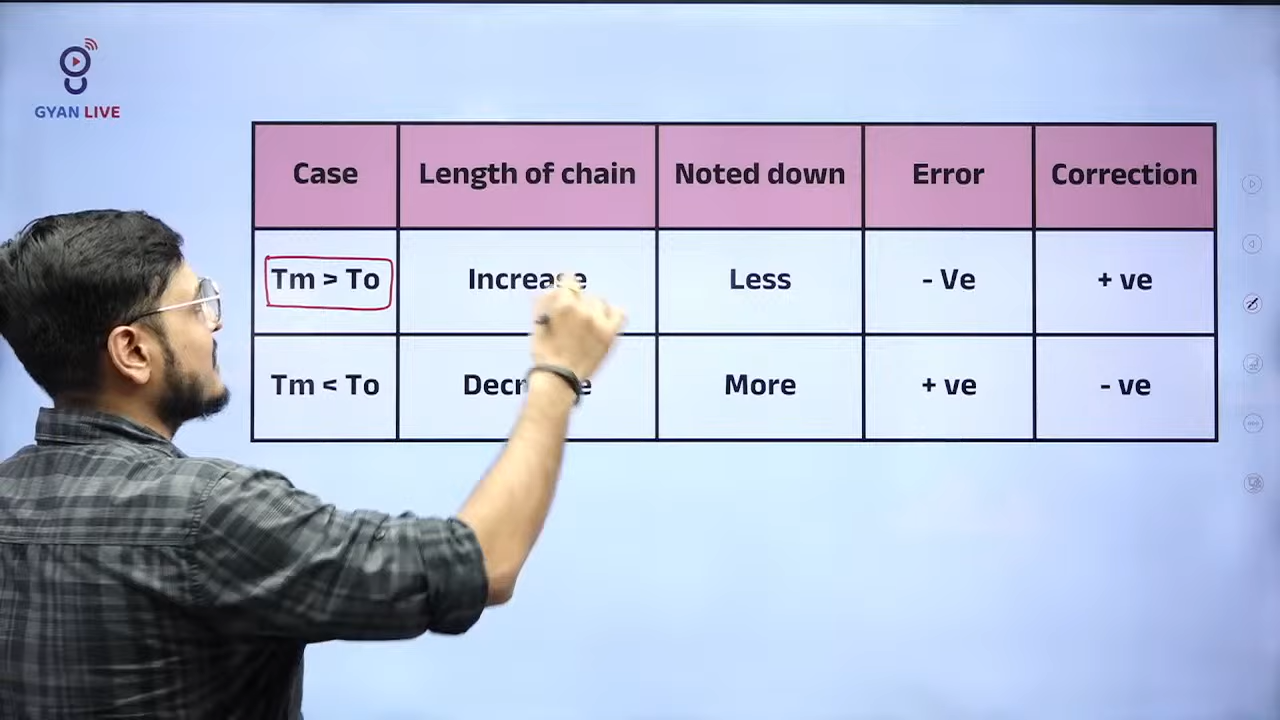 GYAN LIVE
Case Length of chain Noted down Error Correction
Tm > To Increase Less - Ve + ve
Tm < To More + ve - ve